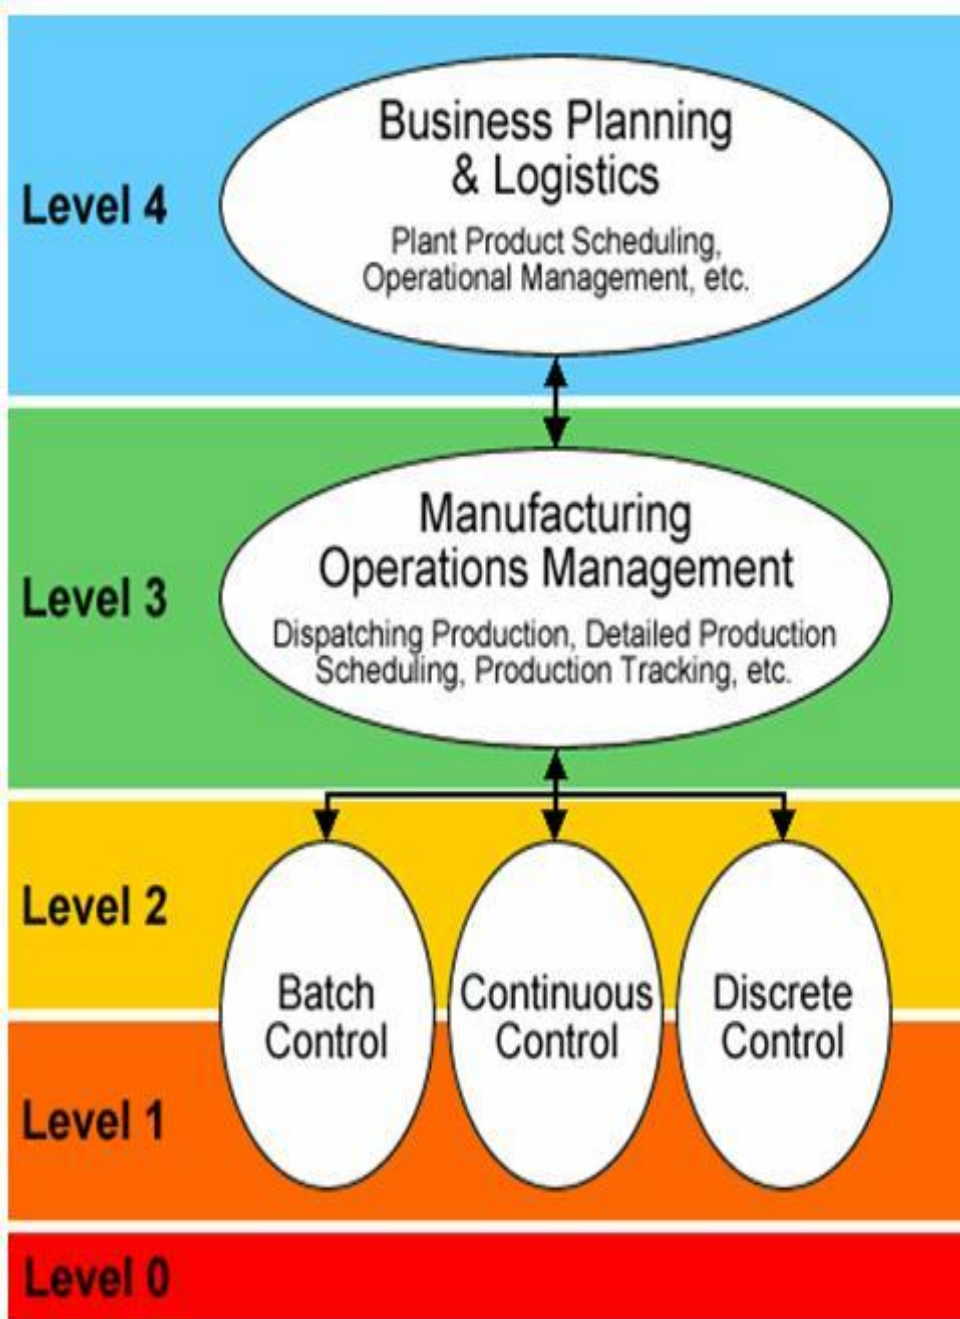 Level 4
Business Planning
& Logistics
Plant Product Scheduling,
Operational Management, etc.
Level 3
Manufacturing
Operations Management
Dispatching Production, Detailed Production
Scheduling, Production Tracking, etc.
Level 2
Batch
Control
Continuous
Control
Discrete
Control
Level 1
Level 0